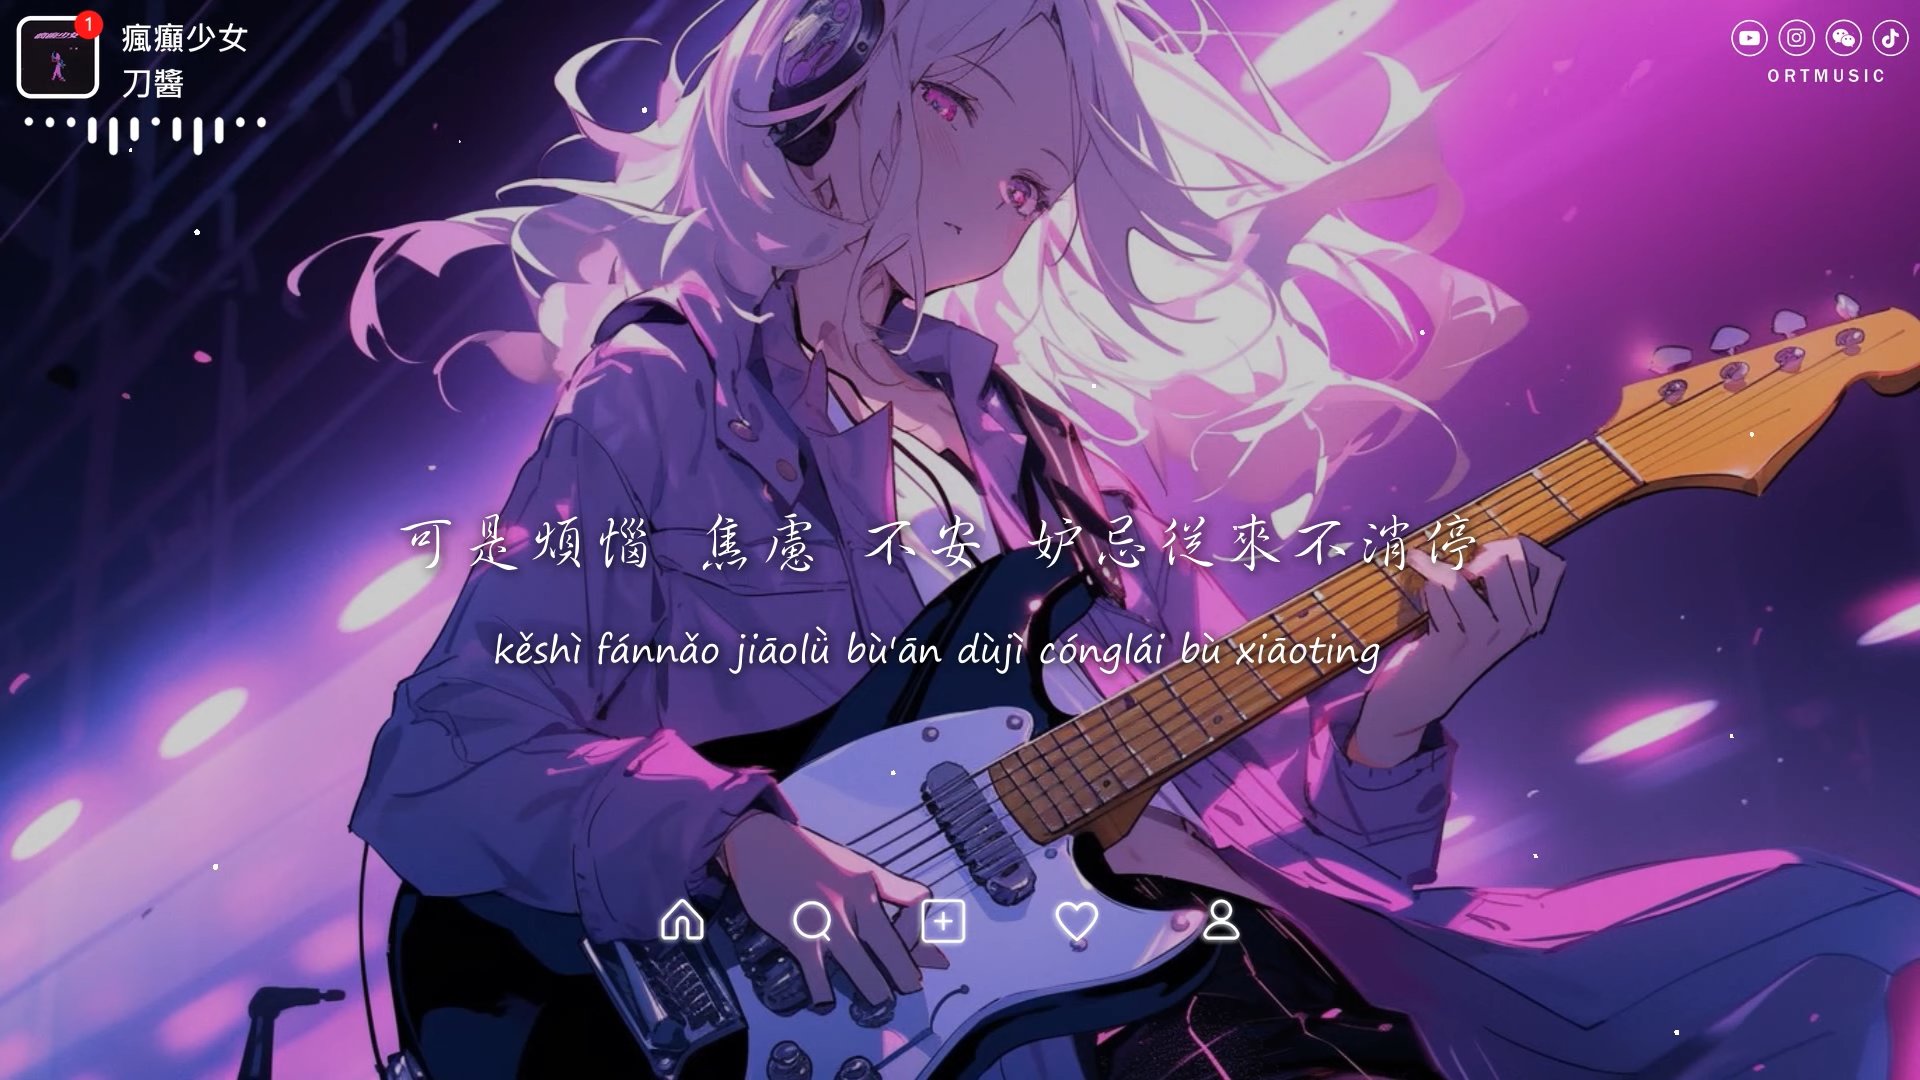 1
瘋癲少女
刀醬
ORTMUSIC
可是煩惱 焦慮 不安 妒忌從來不消停
kěshì fánnǎo jiāolǜ bù'ān dùjì cónglái bù xiāoting